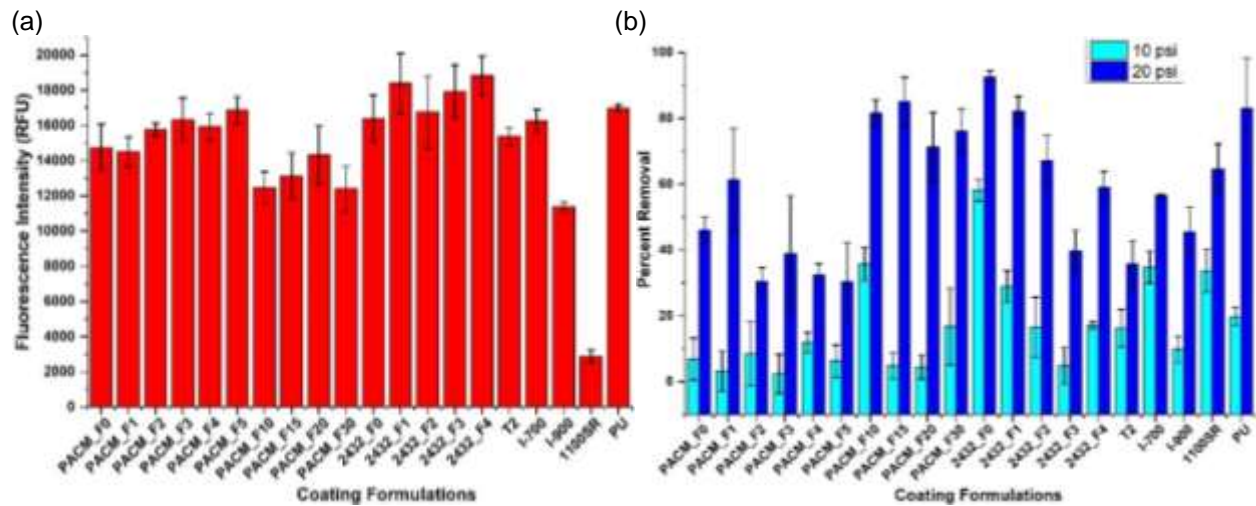 (a)
(b)
Fluorescence Intensity (RFU)
20000
18000
16000
14000
12000
10000
8000
6000
4000
2000
0
PACM_F0
PACM_F1
PACM_F2
PACM_F3
PACM_F4
PACM_F5
PACM_F10
PACM_F15
PACM_F20
PACM_F30
2432_F0
2432_F1
2432_F2
2432_F3
2432_F4
T2
I-700
I-900
1100SR
PU
Coating Formulations
Percent Removal
100
80
60
40
20
0
10 psi
20 psi
PACM_F0
PACM_F1
PACM_F2
PACM_F3
PACM_F4
PACM_F5
PACM_F10
PACM_F15
PACM_F20
PACM_F30
2432_F0
2432_F1
2432_F2
2432_F3
2432_F4
T2
I-700
I-900
1100SR
PU
Coating Formulations